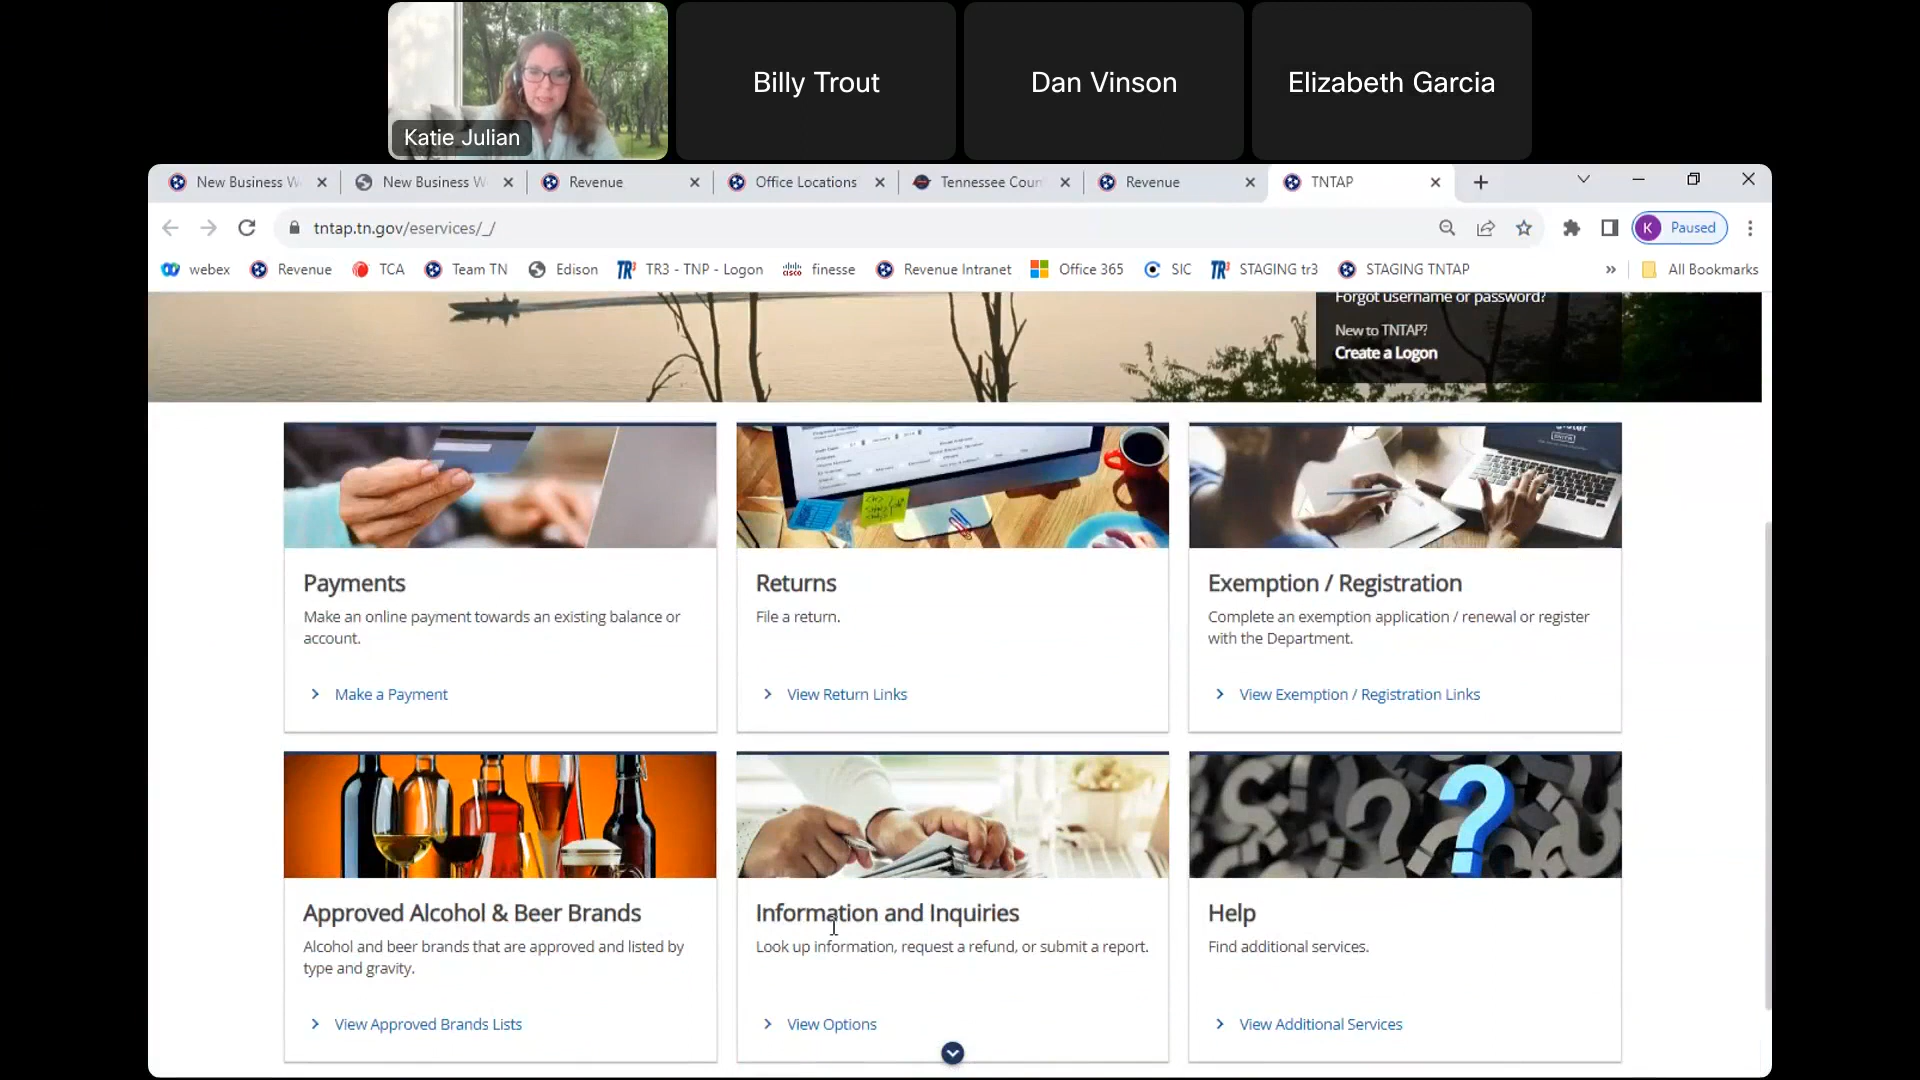 Katie Julian
Billy Trout
Dan Vinson
Elizabeth Garcia
New Business W
New Business W
Revenue
Office Locations
Tennessee Coun
Revenue
TNTAP
tntap.tn.gov/eservices/_/
K Paused
webex
Revenue
TCA
Team TN
Edison
TR3 - TNP - Logon
finesse
Revenue Intranet
Office 365
SIC
STAGING tr3
STAGING TNTAP
»
All Bookmarks
Forgot username or password?
New to TNTAP?
Create a Logon
Payments
Make an online payment towards an existing balance or
account.
Make a Payment
Returns
File a return.
View Return Links
Exemption / Registration
Complete an exemption application / renewal or register
with the Department.
View Exemption / Registration Links
Approved Alcohol & Beer Brands
Alcohol and beer brands that are approved and listed by
type and gravity.
View Approved Brands Lists
Information and Inquiries
Look up information, request a refund, or submit a report.
View Options
Help
Find additional services.
View Additional Services